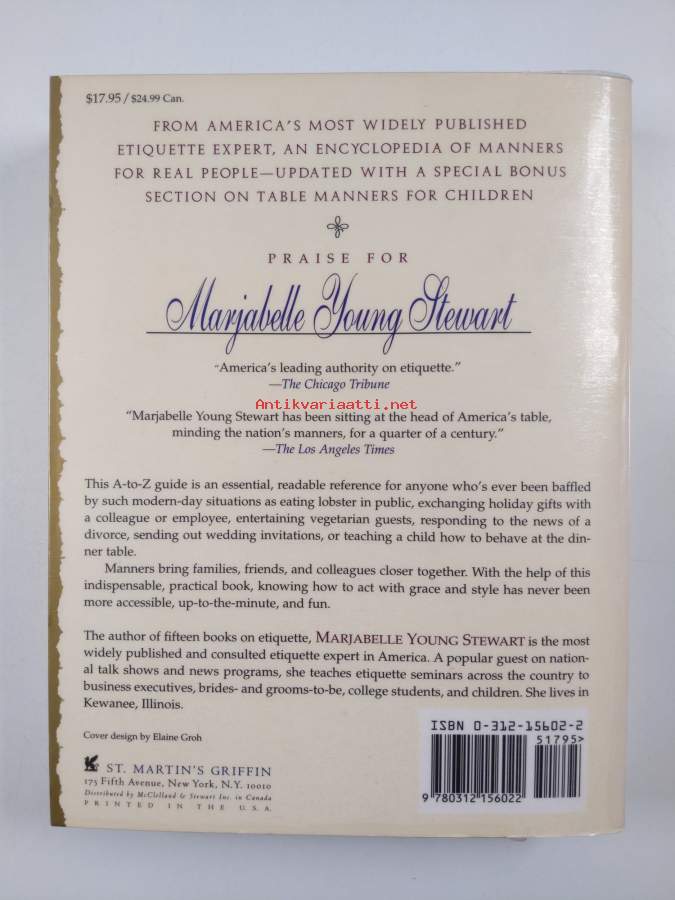 $17.95 / $24.99 Can.
FROM AMERICA'S MOST WIDELY PUBLISHED
ETIQUETTE EXPERT, AN ENCYCLOPEDIA OF MANNERS
FOR REAL PEOPLE—UPDATED WITH A SPECIAL BONUS
SECTION ON TABLE MANNERS FOR CHILDREN
PRAISE FOR
Marjabelle Young Stewart
"America's leading authority on etiquette."
—The Chicago Tribune
Antikvariaatti.net
"Marjabelle Young Stewart has been sitting at the head of America's table,
minding the nation's manners, for a quarter of a century."
—The Los Angeles Times
This A-to-Z guide is an essential, readable reference for anyone who's ever been baffled
by such modern-day situations as eating lobster in public, exchanging holiday gifts with
a colleague or employee, entertaining vegetarian guests, responding to the news of a
divorce, sending out wedding invitations, or teaching a child how to behave at the din-
ner table.
Manners bring families, friends, and colleagues closer together. With the help of this
indispensable, practical book, knowing how to act with grace and style has never been
more accessible, up-to-the-minute, and fun.
The author of fifteen books on etiquette, MARJABELLE YOUNG STEWART is the most
widely published and consulted etiquette expert in America. A popular guest on nation-
al talk shows and news programs, she teaches etiquette seminars across the country to
business executives, brides- and grooms-to-be, college students, and children. She lives in
Kewanee, Illinois.
Cover design by Elaine Groh
ST. MARTIN'S GRIFFIN
175 Fifth Avenue, New York, N.Y. 10010
Distributed by McClelland & Stewart Inc. in Canada
PRINTED IN THE U.S.A.
ISBN 0-312-15602-2
51795>
9 780312 156022